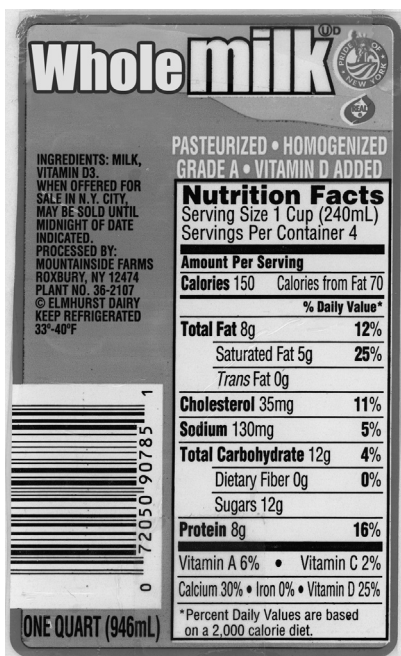 Whole milk
U D
PRIDE OF NEW YORK
REAL
PASTEURIZED • HOMOGENIZED
GRADE A • VITAMIN D ADDED
INGREDIENTS: MILK,
VITAMIN D3.
WHEN OFFERED FOR
SALE IN N.Y. CITY,
MAY BE SOLD UNTIL
MIDNIGHT OF DATE
INDICATED.
PROCESSED BY:
MOUNTAINSIDE FARMS
ROXBURY, NY 12474
PLANT NO. 36-2107
© ELMHURST DAIRY
KEEP REFRIGERATED
33º-40ºF
0 72050 90785 1
ONE QUART (946mL)
Nutrition Facts
Serving Size 1 Cup (240mL)
Servings Per Container 4
Amount Per Serving
Calories 150 Calories from Fat 70
% Daily Value*
Total Fat 8g 12%
Saturated Fat 5g 25%
Trans Fat 0g
Cholesterol 35mg 11%
Sodium 130mg 5%
Total Carbohydrate 12g 4%
Dietary Fiber 0g 0%
Sugars 12g
Protein 8g 16%
Vitamin A 6% • Vitamin C 2%
Calcium 30% • Iron 0% • Vitamin D 25%
*Percent Daily Values are based
on a 2,000 calorie diet.